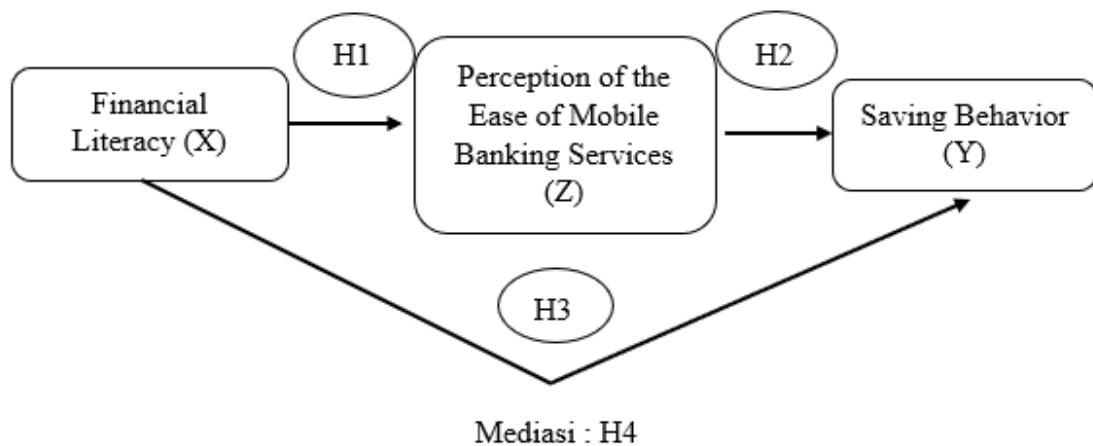 H1
H2
Financial
Literacy (X)
Perception of the
Ease of Mobile
Banking Services
(Z)
Saving Behavior
(Y)
H3
Mediasi : H4